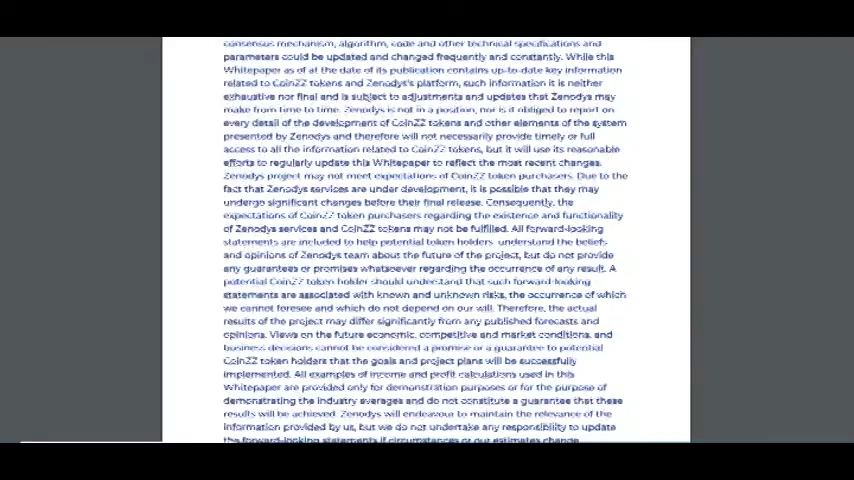 consensus mechanism, algorithm, code and other technical specifications and
parameters could be updated and changed frequently and constantly. While this
Whitepaper as of at the date of its publication contains up-to-date key information
related to CoinZZ tokens and Zenodys's platform, such information it is neither
exhaustive nor final and is subject to adjustments and updates that Zenodys may
make from time to time. Zenodys is not in a position, nor is it obliged to report on
every detail of the development of CoinZZ tokens and other elements of the system
presented by Zenodys and therefore will not necessarily provide timely or full
access to all the information related to CoinZZ tokens, but it will use its reasonable
efforts to regularly update this Whitepaper to reflect the most recent changes.
Zenodys project may not meet expectations of CoinZZ token purchasers. Due to the
fact that Zenodys services are under development, it is possible that they may
undergo significant changes before their final release. Consequently, the
expectations of CoinZZ token purchasers regarding the existence and functionality
of Zenodys services and CoinZZ tokens may not be fulfilled. All forward-looking
statements are included to help potential token holders understand the beliefs
and opinions of Zenodys team about the future of the project, but do not provide
any guarantees or promises whatsoever regarding the occurrence of any result. A
potential CoinZZ token holder should understand that such forward-looking
statements are associated with known and unknown risks, the occurrence of which
we cannot foresee and which do not depend on our will. Therefore, the actual
results of the project may differ significantly from any published forecasts and
opinions. Views on the future economic, competitive and market conditions, and
business decisions cannot be considered a promise or a guarantee to potential
CoinZZ token holders that the goals and project plans will be successfully
implemented. All examples of income and profit calculations used in this
Whitepaper are provided only for demonstration purposes or for the purpose of
demonstrating the industry averages and do not constitute a guarantee that these
results will be achieved. Zenodys will endeavour to maintain the relevance of the
information provided by us, but we do not undertake any responsibility to update
the forward-looking statements if circumstances or our estimates change